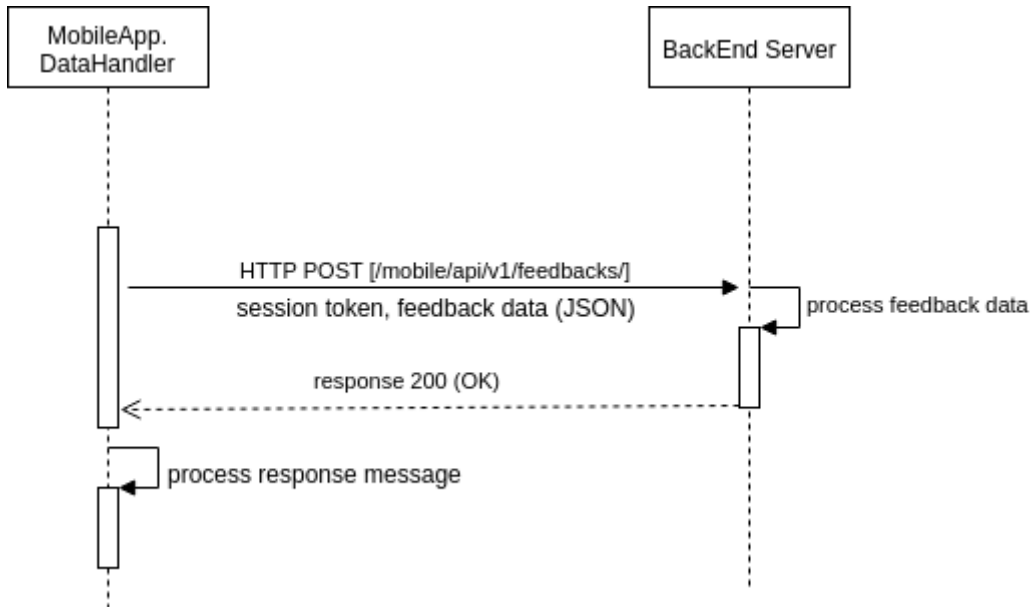 MobileApp.
DataHandler
BackEnd Server
HTTP POST [/mobile/api/v1/feedbacks/]
session token, feedback data (JSON)
process feedback data
response 200 (OK)
process response message